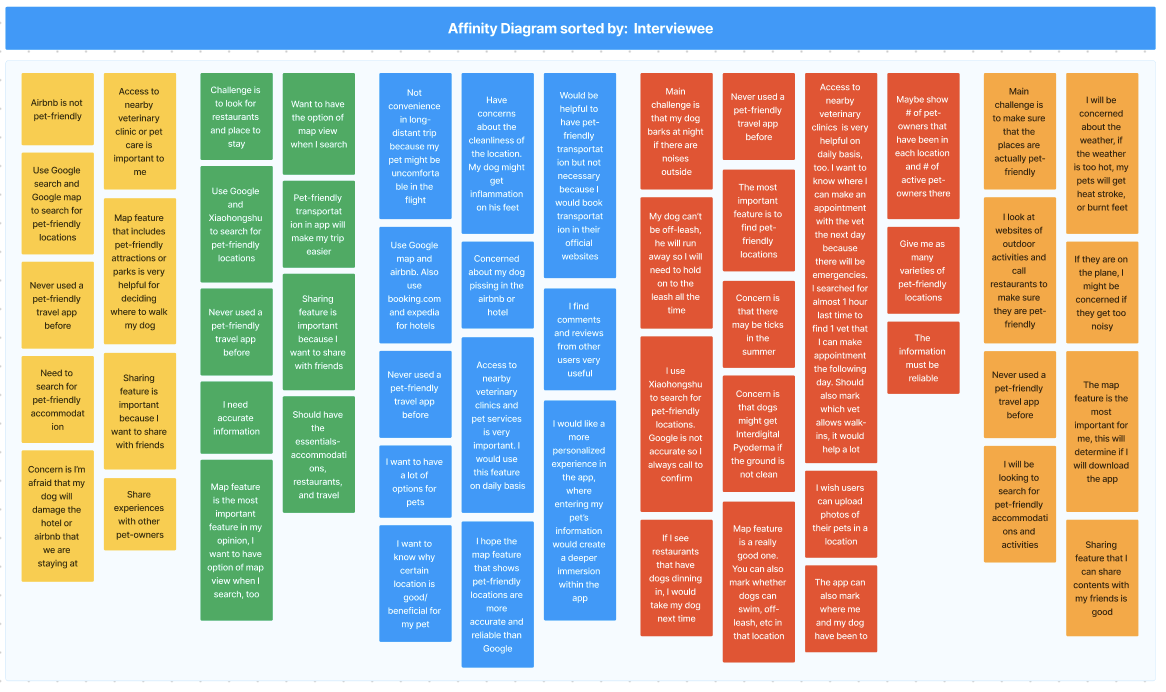 Affinity Diagram sorted by:  Interviewee
Airbnb is not
pet-friendly
Use Google
search and
Google map
to search for
pet-friendly
locations
Never used a
pet-friendly
travel app
before
Need to
search for
pet-friendly
accommodat
ion
Concern is I'm
afraid that my
dog will
damage the
hotel or
airbnb that
we are
staying at
Access to
nearby
veterinary
clinic or pet
care is
important to
me
Map feature
that includes
pet-friendly
attractions or
parks is very
helpful for
deciding
where to walk
my dog
Sharing
feature is
important
because I
want to share
with friends
Share
experiences
with other
pet-owners
Challenge is
to look for
restaurants
and place to
stay
Use Google
and
Xiaohongshu
to search for
pet-friendly
locations
Never used a
pet-friendly
travel app
before
I need
accurate
information
Map feature
is the most
important
feature in my
opinion, I
want to have
option of map
view when I
search, too
Want to have
the option of
map view
when I search
Pet-friendly
transportat
ion in app will
make my trip
easier
Sharing
feature is
important
because I
want to share
with friends
Should have
the
essentials-
accommodati
ons,
restaurants,
and travel
Not
convenience
in long-
distant trip
because my
pet might be
uncomforta
ble in the
flight
Use Google
map and
airbnb. Also
use
booking.com
and expedia
for hotels
Never used a
pet-friendly
travel app
before
I want to have
a lot of
options for
pets
I want to
know why
certain
location is
good/
beneficial for
my pet
Have
concerns
about the
cleanliness of
the location.
My dog might
get
inflammation
on his feet
Concerned
about my dog
pissing in the
airbnb or
hotel
Access to
nearby
veterinary
clinics and
pet services
is very
important. I
would use
this feature
on daily basis
I hope the
map feature
that shows
pet-friendly
locations are
more
accurate and
reliable than
Google
Would be
helpful to
have pet-
friendly
transportat
ion but not
necessary
because I
would book
transportat
ion in their
official
websites
I find
comments
and reviews
from other
users very
useful
I would like a
more
personalized
experience in
the app,
where
entering my
pet's
information
would create
a deeper
immersion
within the
app
Main
challenge is
that my dog
barks at night
if there are
noises
outside
My dog can't
be off-leash,
he will run
away so I will
need to hold
on to the
leash all the
time
I use
Xiaohongshu
to search for
pet-friendly
locations.
Google is not
accurate so I
always call to
confirm
If I see
restaurants
that have
dogs dinning
in, I would
take my dog
next time
Never used a
pet-friendly
travel app
before
The most
important
feature is to
find pet-
friendly
locations
Concern is
that there
may be ticks
in the
summer
Concern is
that dogs
might get
Interdigital
Pyoderma if
the ground is
not clean
Map feature
is a really
good one.
You can also
mark whether
dogs can
swim, off-
leash, etc in
that location
Access to
nearby
veterinary
clinics  is very
helpful on
daily basis,
too. I want to
know where I
can make an
appointment
with the vet
the next day
because
there will be
emergencies.
I searched for
almost 1 hour
last time to
find 1 vet that
I can make
appointment
the following
day. Should
also mark
which vet
allows walk-
ins, it would
help a lot
I wish users
can upload
photos of
their pets in a
location
The app can
also mark
where me
and my dog
have been to
Maybe show
# of pet-
owners that
have been in
each location
and # of
active pet-
owners there
Give me as
many
varieties of
pet-friendly
locations
The
information
must be
reliable
Main
challenge is
to make sure
that the
places are
actually pet-
friendly
I look at
websites of
outdoor
activities and
call
restaurants to
make sure
they are pet-
friendly
Never used a
pet-friendly
travel app
before
I will be
looking to
search for
pet-friendly
accommodati
ons and
activities
I will be
concerned
about the
weather, if
the weather
is too hot, my
pets will get
heat stroke,
or burnt feet
If they are on
the plane, I
might be
concerned if
they get too
noisy
The map
feature is the
most
important for
me, this will
determine if I
will download
the app
Sharing
feature that I
can share
contents with
my friends is
good